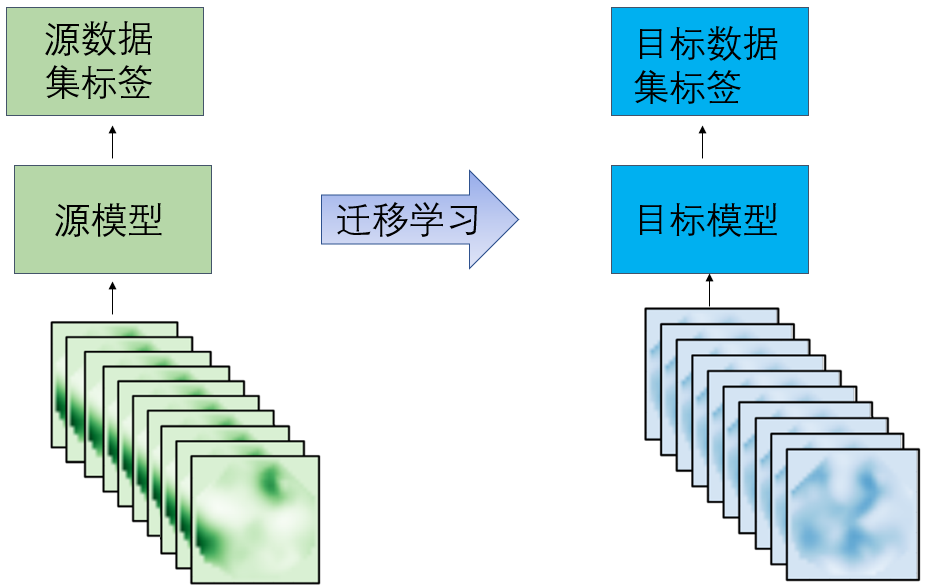 源数据
集标签
目标数据
集标签
源模型
迁移学习
目标模型